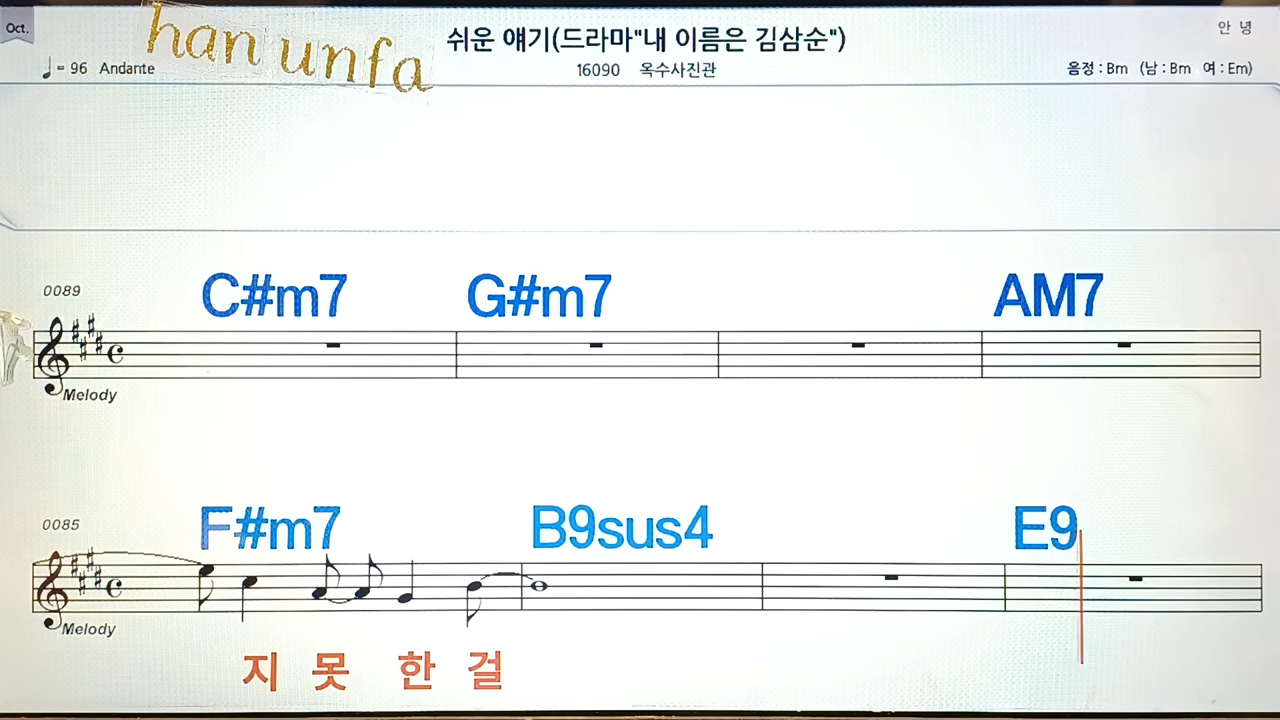 Oct.
han unfa
쉬운 얘기(드라마"내 이름은 김삼순")
안 녕
♩= 96 Andante
16090 옥수사진관
음정 : Bm (남 : Bm 여 : Em)
0089
C#m7 G#m7 AM7
Melody
0085
F#m7 B9sus4 E9
Melody
지 못 한 걸